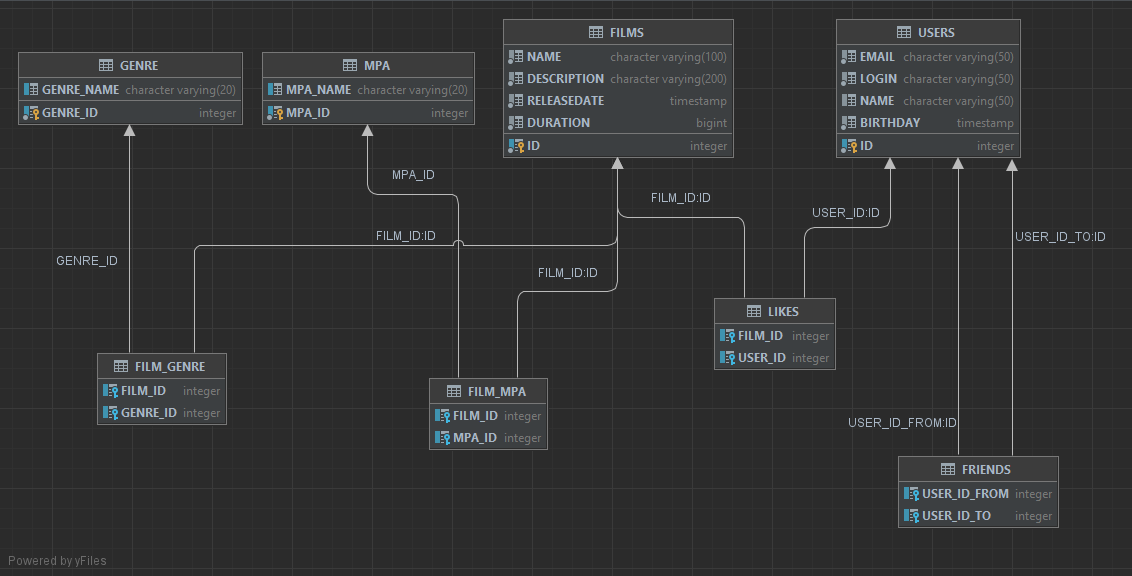 GENRE
GENRE_NAME character varying(20)
GENRE_ID integer
MPA
MPA_NAME character varying(20)
MPA_ID integer
FILMS
NAME character varying(100)
DESCRIPTION character varying(200)
RELEASEDATE timestamp
DURATION bigint
ID integer
USERS
EMAIL character varying(50)
LOGIN character varying(50)
NAME character varying(50)
BIRTHDAY timestamp
ID integer
MPA_ID
FILM_ID:ID
USER_ID:ID
FILM_ID:ID
USER_ID_TO:ID
GENRE_ID
FILM_ID:ID
LIKES
FILM_ID integer
USER_ID integer
FILM_GENRE
FILM_ID integer
GENRE_ID integer
FILM_MPA
FILM_ID integer
MPA_ID integer
USER_ID_FROM:ID
FRIENDS
USER_ID_FROM integer
USER_ID_TO integer
Powered by yFiles